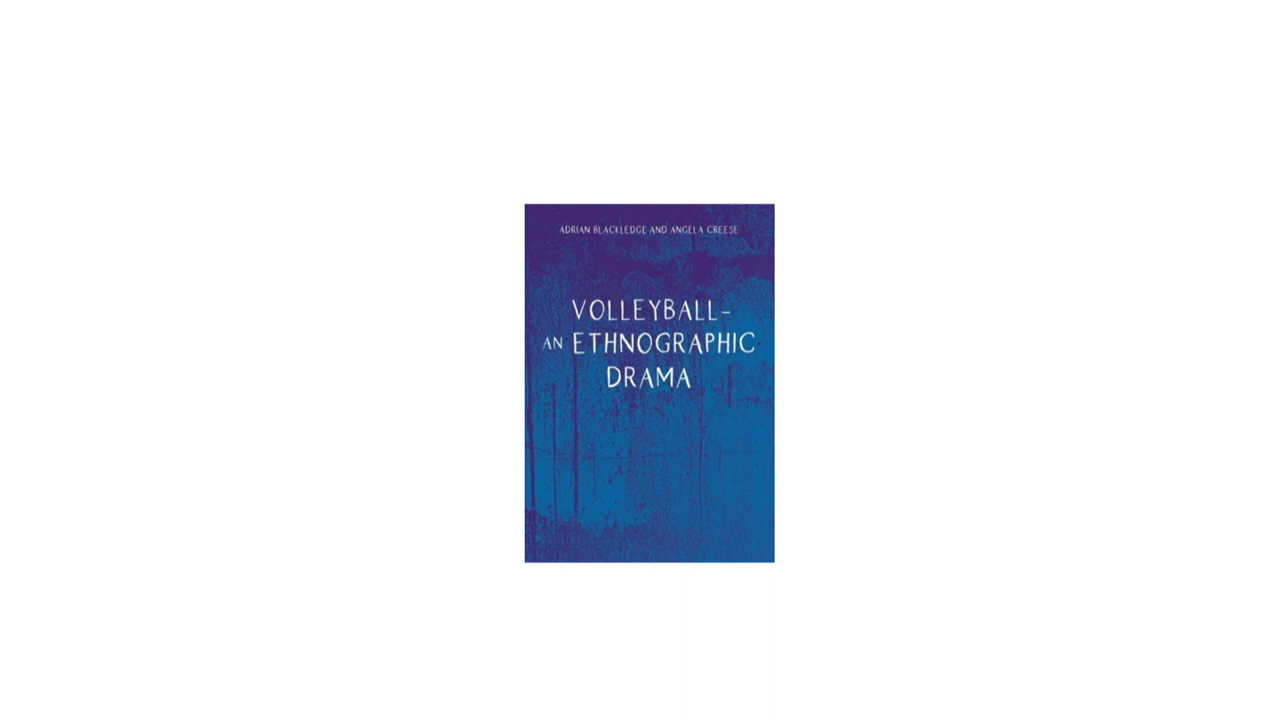 ADRIAN BLACKLEDGE AND ANGELA CREESE
VOLLEYBALL–
AN ETHNOGRAPHIC
DRAMA